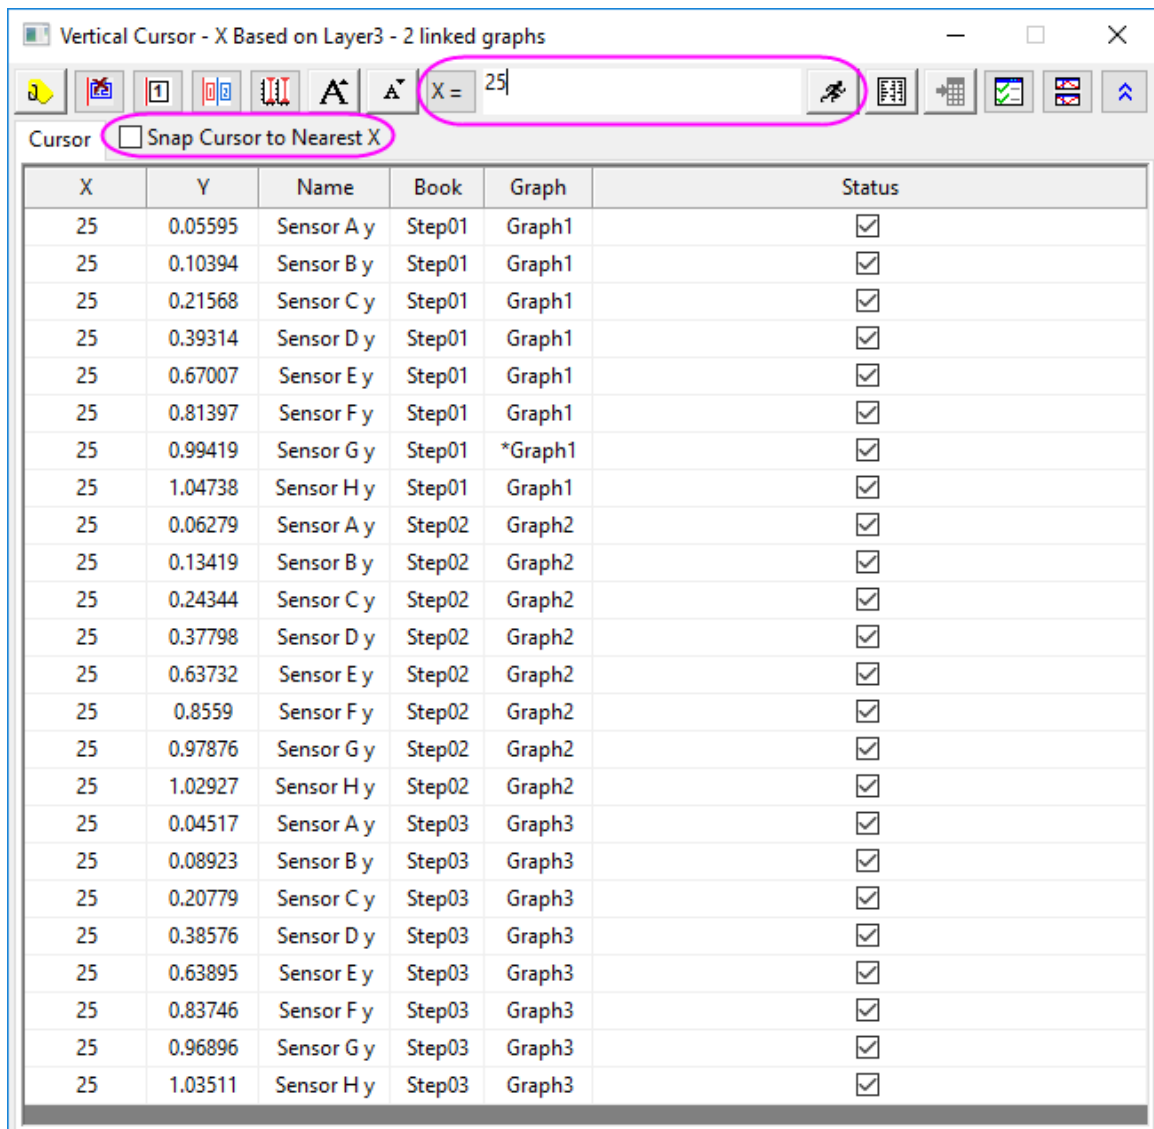 Vertical Cursor - X Based on Layer3 - 2 linked graphs
a 1 1 2 A A X = 25
Cursor Snap Cursor to Nearest X
X Y Name Book Graph Status
25 0.05595 Sensor A y Step01 Graph1
25 0.10394 Sensor B y Step01 Graph1
25 0.21568 Sensor C y Step01 Graph1
25 0.39314 Sensor D y Step01 Graph1
25 0.67007 Sensor E y Step01 Graph1
25 0.81397 Sensor F y Step01 Graph1
25 0.99419 Sensor G y Step01 *Graph1
25 1.04738 Sensor H y Step01 Graph1
25 0.06279 Sensor A y Step02 Graph2
25 0.13419 Sensor B y Step02 Graph2
25 0.24344 Sensor C y Step02 Graph2
25 0.37798 Sensor D y Step02 Graph2
25 0.63732 Sensor E y Step02 Graph2
25 0.8559 Sensor F y Step02 Graph2
25 0.97876 Sensor G y Step02 Graph2
25 1.02927 Sensor H y Step02 Graph2
25 0.04517 Sensor A y Step03 Graph3
25 0.08923 Sensor B y Step03 Graph3
25 0.20779 Sensor C y Step03 Graph3
25 0.38576 Sensor D y Step03 Graph3
25 0.63895 Sensor E y Step03 Graph3
25 0.83746 Sensor F y Step03 Graph3
25 0.96896 Sensor G y Step03 Graph3
25 1.03511 Sensor H y Step03 Graph3